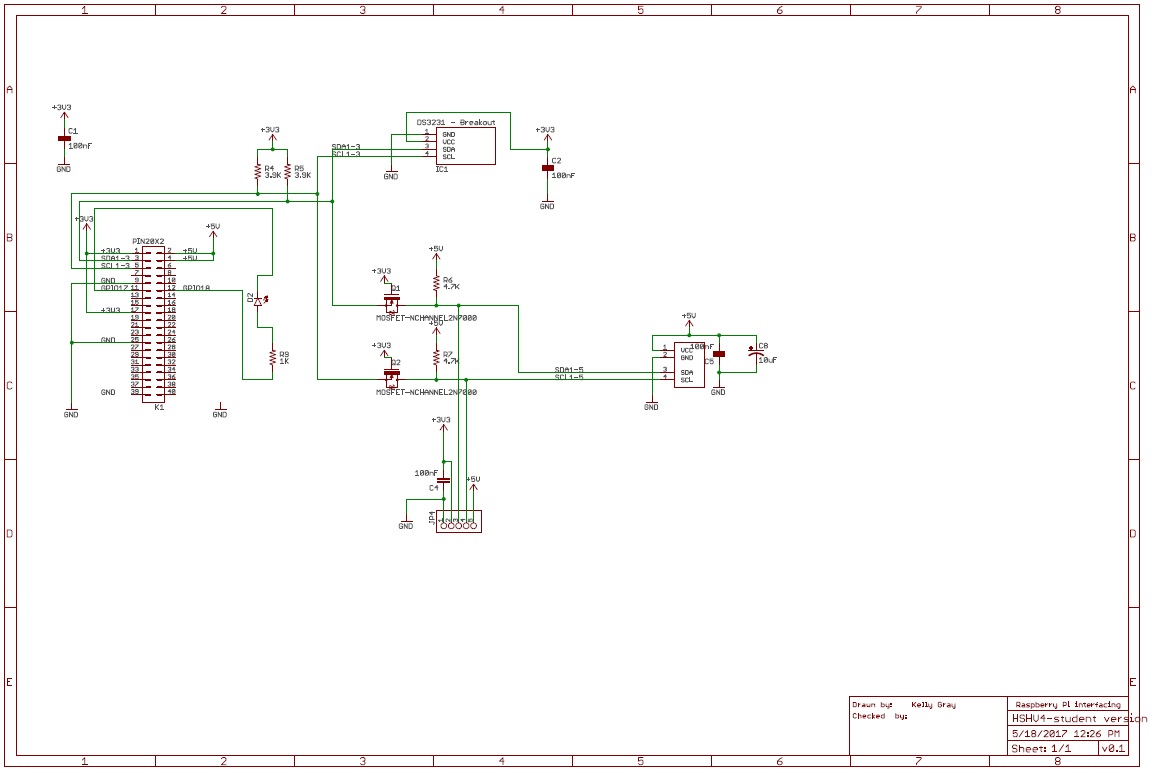 1 2 3 4 5 6 7 8
A A
+3V3
C1
100nF
GND
+3V3
R4
3.9K
R5
3.9K
SDA1-3
SCL1-3
DS3231 - Breakout
1 GND
2 VCC
3 SDA
4 SCL
IC1
GND
+3V3
C2
100nF
GND
B B
+3V3
PIN20X2
+5V
+3V3 1 2 +5V
SDA1-3 3 4 +5V
SCL1-3 5 6
7 8
GND 9 10
GPIO17 11 12 GPIO18
13 14
15 16
+3V3 17 18
19 20
21 22
23 24
GND 25 26
27 28
29 30
31 32
33 34
35 36
37 38
GND 39 40
K1
GND
GND
R9
1K
+5V
R6
4.7K
+3V3
Q1
MOSFET-NCHANNEL2N7000
+5V
R7
4.7K
+3V3
Q2
MOSFET-NCHANNEL2N7000
SDA1-5
SCL1-5
+5V
1 VCC
2 GND
3 SDA
4 SCL
100nF
C5
C8
10uF
GND
GND
C C
+3V3
100nF
C4
+5V
GND
JP4
1 2 3 4 5
D D
E E
Drawn by: Kelly Gray
Checked by:
Raspberry Pi interfacing
HSHV4-student version
5/18/2017 12:26 PM
Sheet: 1/1 v0.1
1 2 3 4 5 6 7 8